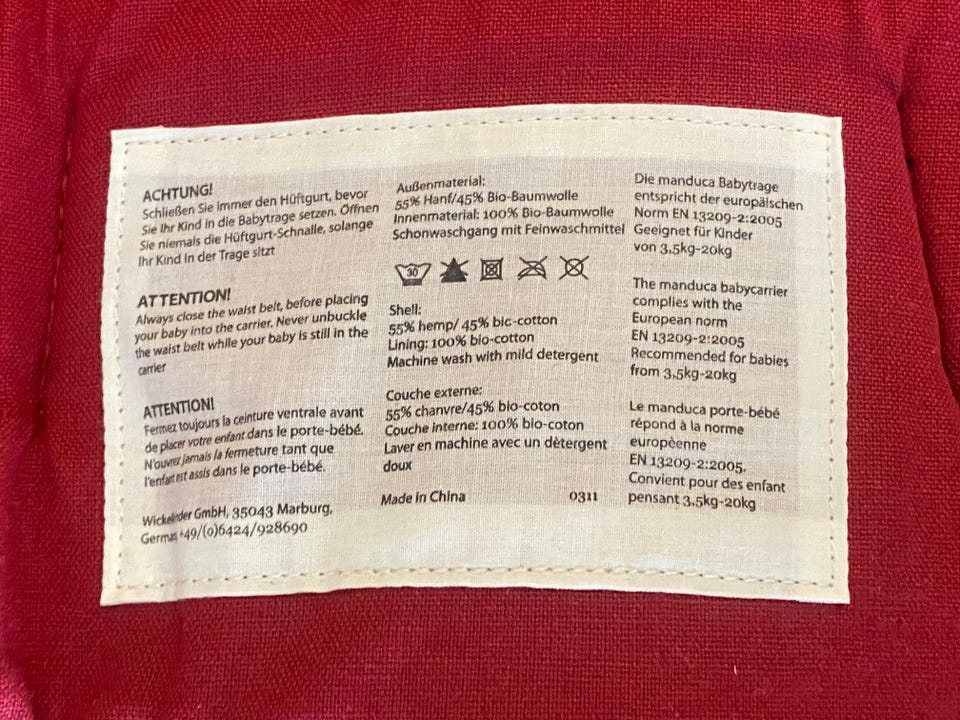 ACHTUNG!
Schließen Sie immer den Hüftgurt, bevor
Sie Ihr Kind in die Babytrage setzen. Öffnen
Sie niemals die Hüftgurt-Schnalle, solange
Ihr Kind in der Trage sitzt
ATTENTION!
Always close the waist belt, before placing
your baby into the carrier. Never unbuckle
the waist belt while your baby is still in the
carrier
ATTENTION!
Fermez toujours la ceinture ventrale avant
de placer votre enfant dans le porte-bébé.
N'ouvrez jamais la fermeture tant que
l'enfant est assis dans le porte-bébé.
Wickelkinder GmbH, 35043 Marburg,
Germany +49/(0)6424/928690
Außenmaterial:
55% Hanf/45% Bio-Baumwolle
Innenmaterial: 100% Bio-Baumwolle
Schonwaschgang mit Feinwaschmittel
30
Shell:
55% hemp/ 45% bio-cotton
Lining: 100% bio-cotton
Machine wash with mild detergent
Couche externe:
55% chanvre/45% bio-coton
Couche interne: 100% bio-coton
Laver en machine avec un dètergent
doux
Made in China 0311
Die manduca Babytrage
entspricht der europäischen
Norm EN 13209-2:2005
Geeignet für Kinder
von 3,5kg-20kg
The manduca babycarrier
complies with the
European norm
EN 13209-2:2005
Recommended for babies
from 3,5kg-20kg
Le manduca porte-bébé
répond à la norme
européenne
EN 13209-2:2005.
Convient pour des enfant
pensant 3,5kg-20kg